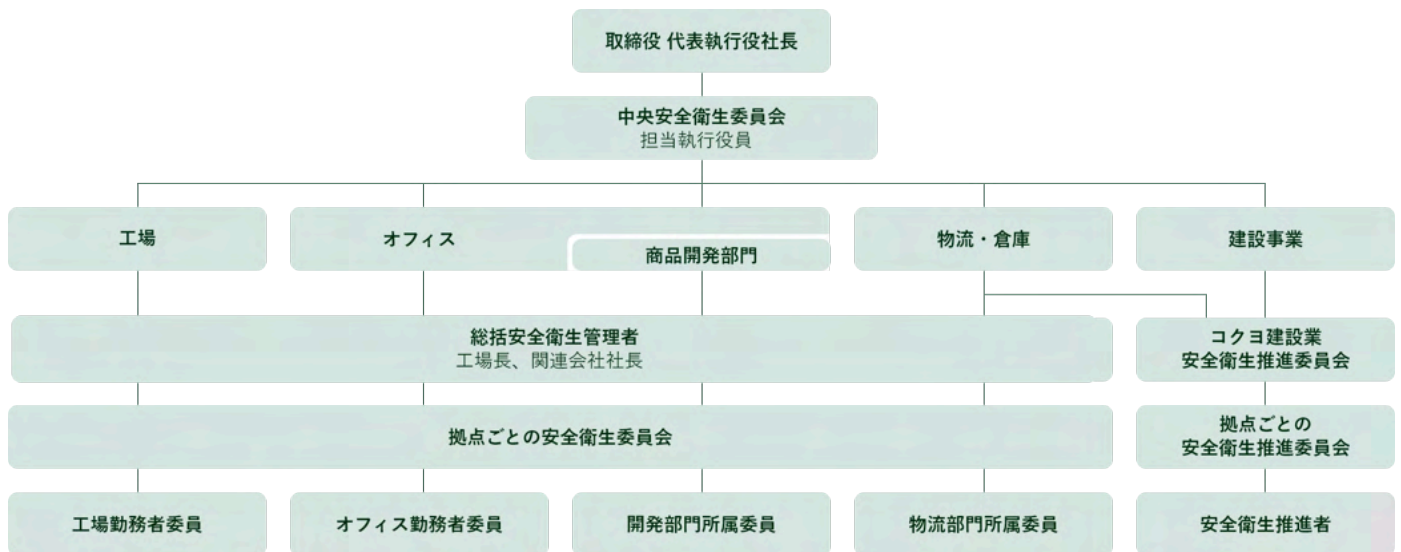 取締役 代表執行役社長
中央安全衛生委員会
担当執行役員
工場
オフィス
商品開発部門
物流・倉庫
建設事業
総括安全衛生管理者
工場長、関連会社社長
コクヨ建設業
安全衛生推進委員会
拠点ごとの安全衛生委員会
拠点ごとの
安全衛生推進委員会
工場勤務者委員
オフィス勤務者委員
開発部門所属委員
物流部門所属委員
安全衛生推進者